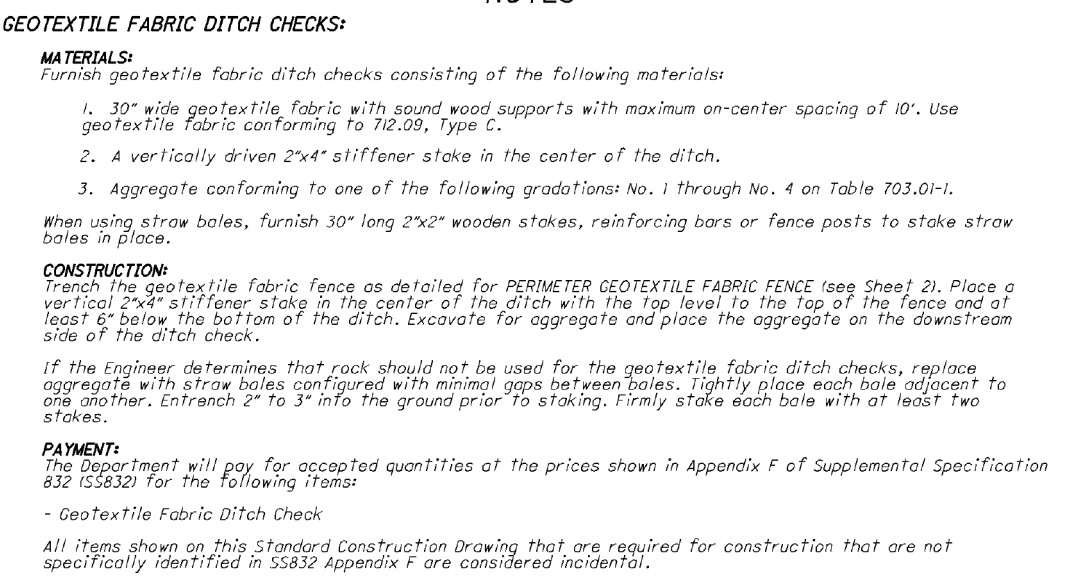 NOTES
GEOTEXTILE FABRIC DITCH CHECKS:
MATERIALS:
Furnish geotextile fabric ditch checks consisting of the following materials:
1. 30" wide geotextile fabric with sound wood supports with maximum on-center spacing of 10'. Use
geotextile fabric conforming to 712.09, Type C.
2. A vertically driven 2"x4" stiffener stake in the center of the ditch.
3. Aggregate conforming to one of the following gradations: No. 1 through No. 4 on Table 703.01-1.
When using straw bales, furnish 30" long 2"x2" wooden stakes, reinforcing bars or fence posts to stake straw
bales in place.
CONSTRUCTION:
Trench the geotextile fabric fence as detailed for PERIMETER GEOTEXTILE FABRIC FENCE (see Sheet 2). Place a
vertical 2"x4" stiffener stake in the center of the ditch with the top level to the top of the fence and at
least 6" below the bottom of the ditch. Excavate for aggregate and place the aggregate on the downstream
side of the ditch check.
If the Engineer determines that rock should not be used for the geotextile fabric ditch checks, replace
aggregate with straw bales configured with minimal gaps between bales. Tightly place each bale adjacent to
one another. Entrench 2" to 3" into the ground prior to staking. Firmly stake each bale with at least two
stakes.
PAYMENT:
The Department will pay for accepted quantities at the prices shown in Appendix F of Supplemental Specification
832 (SS832) for the following items:
- Geotextile Fabric Ditch Check
All items shown on this Standard Construction Drawing that are required for construction that are not
specifically identified in SS832 Appendix F are considered incidental.